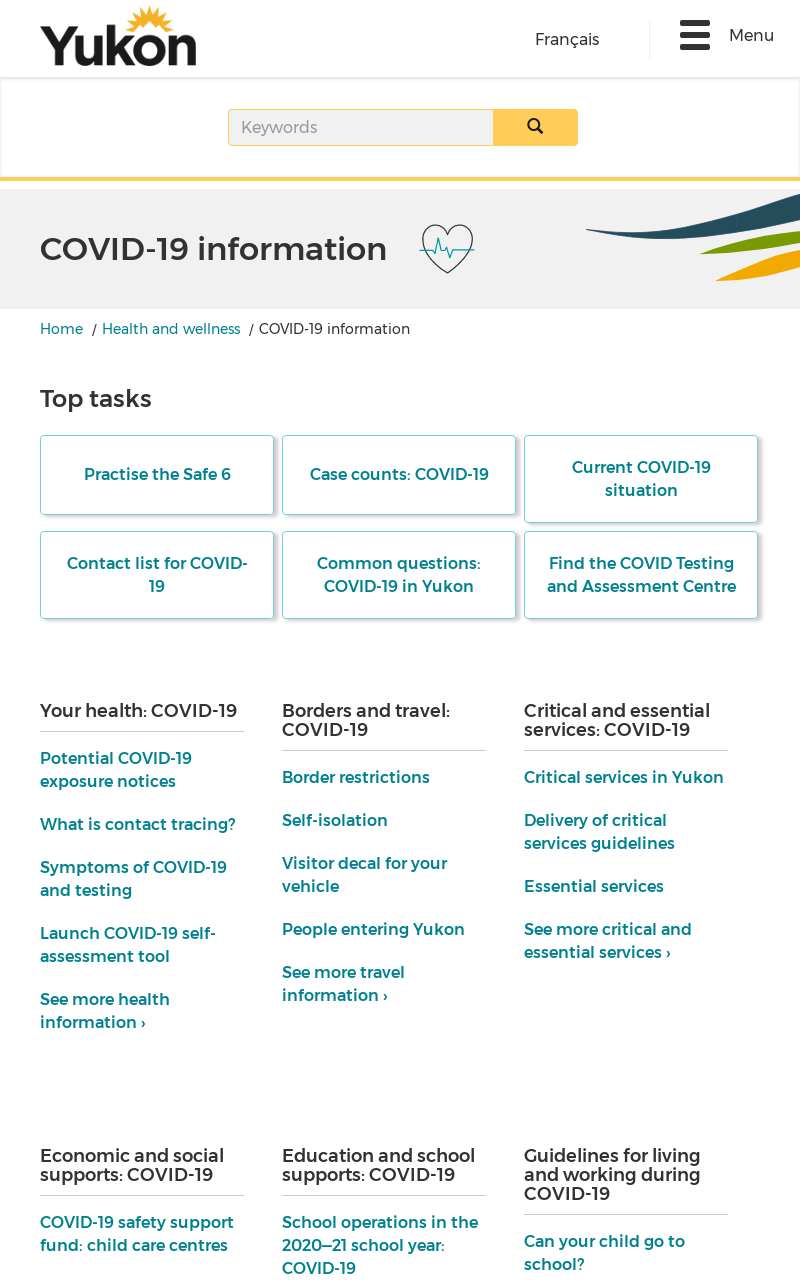 Yukon
Français
Menu
Keywords
COVID-19 information
Home / Health and wellness / COVID-19 information
Top tasks
Practise the Safe 6
Case counts: COVID-19
Current COVID-19
situation
Contact list for COVID-
19
Common questions:
COVID-19 in Yukon
Find the COVID Testing
and Assessment Centre
Your health: COVID-19
Potential COVID-19
exposure notices
What is contact tracing?
Symptoms of COVID-19
and testing
Launch COVID-19 self-
assessment tool
See more health
information ›
Borders and travel:
COVID-19
Border restrictions
Self-isolation
Visitor decal for your
vehicle
People entering Yukon
See more travel
information ›
Critical and essential
services: COVID-19
Critical services in Yukon
Delivery of critical
services guidelines
Essential services
See more critical and
essential services ›
Economic and social
supports: COVID-19
COVID-19 safety support
fund: child care centres
Education and school
supports: COVID-19
School operations in the
2020–21 school year:
COVID-19
Guidelines for living
and working during
COVID-19
Can your child go to
school?